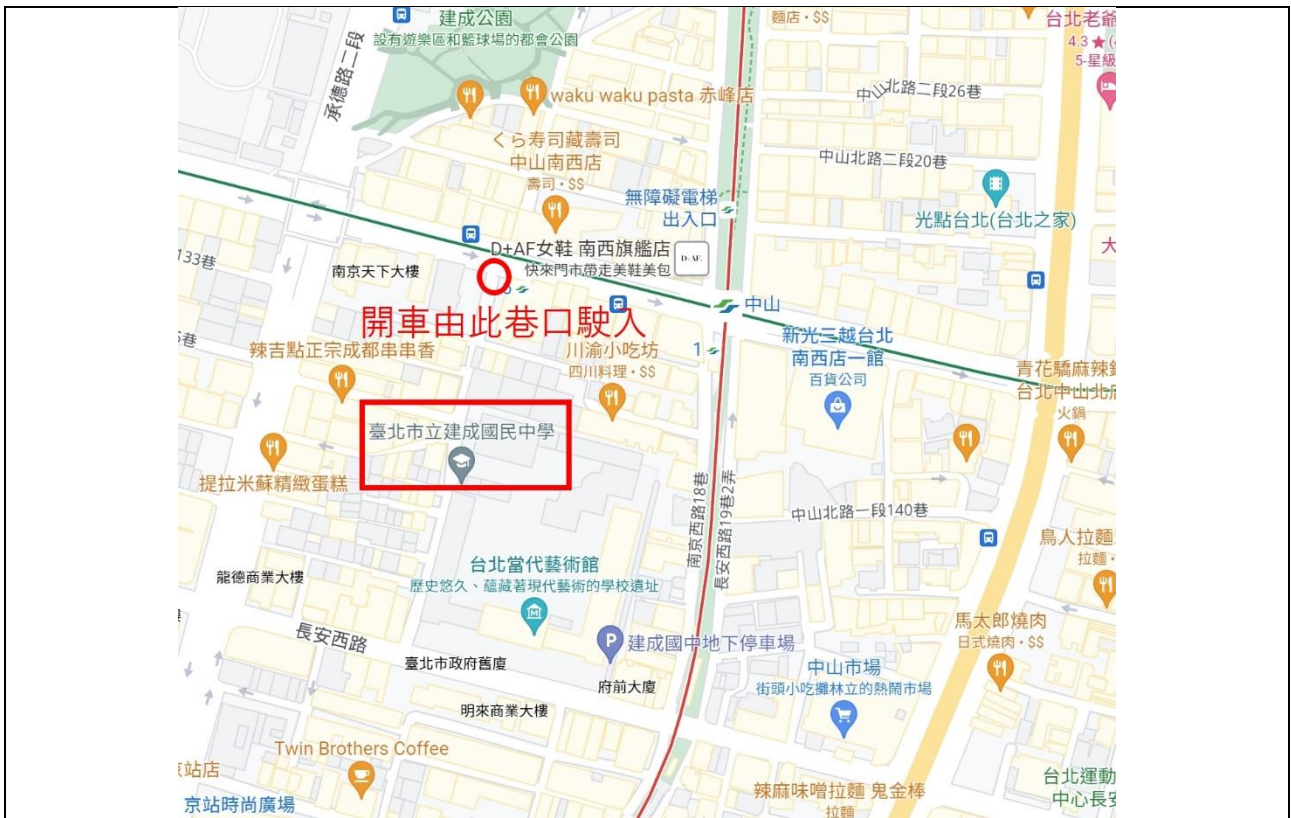 建成公園
設有遊樂區和籃球場的都會公園
麵店・$$
台北老爺
4.3★
5-星級
承德路二段
waku waku pasta 赤峰店
中山北路二段26巷
くら寿司藏壽司
中山南西店
壽司・$$
中山北路二段20巷
無障礙電梯
出入口
光點台北(台北之家)
大
133巷
南京天下大樓
D+AF女鞋 南西旗艦店
快來門市帶走美鞋美包
D+AF.
6
中山
開車由此巷口駛入
辣吉點正宗成都串串香
川渝小吃坊
四川料理・$$
1
新光三越台北
南西店一館
百貨公司
青花驕麻辣鍋
台北中山北店
火鍋
臺北市立建成國民中學
提拉米蘇精緻蛋糕
南京西路18巷
長安西路19巷2弄
中山北路一段140巷
鳥人拉麵
拉麵・
台北當代藝術館
歷史悠久、蘊藏著現代藝術的學校遺址
龍德商業大樓
長安西路
臺北市政府舊廈
P
建成國中地下停車場
府前大廈
明來商業大樓
馬太郎燒肉
日式燒肉・$$
中山市場
街頭小吃攤林立的熱鬧市場
Twin Brothers Coffee
京站時尚廣場
辣麻味噌拉麵 鬼金棒
拉麵
台北運動
中心長安